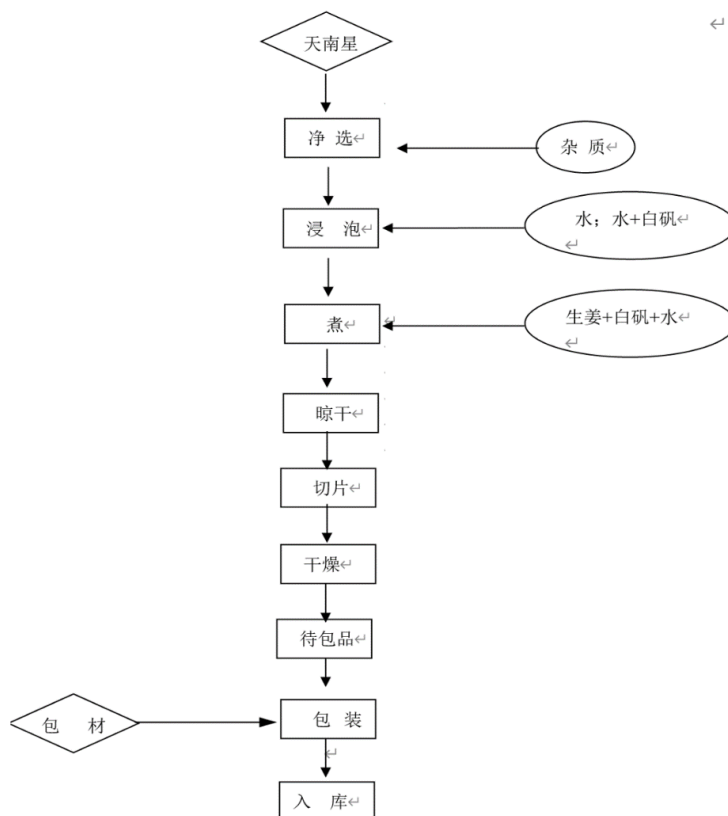 天南星
净 选
杂 质
浸 泡
水；水+白矾
煮
生姜+白矾+水
晾干
切片
干燥
待包品
包 材
包 装
入 库